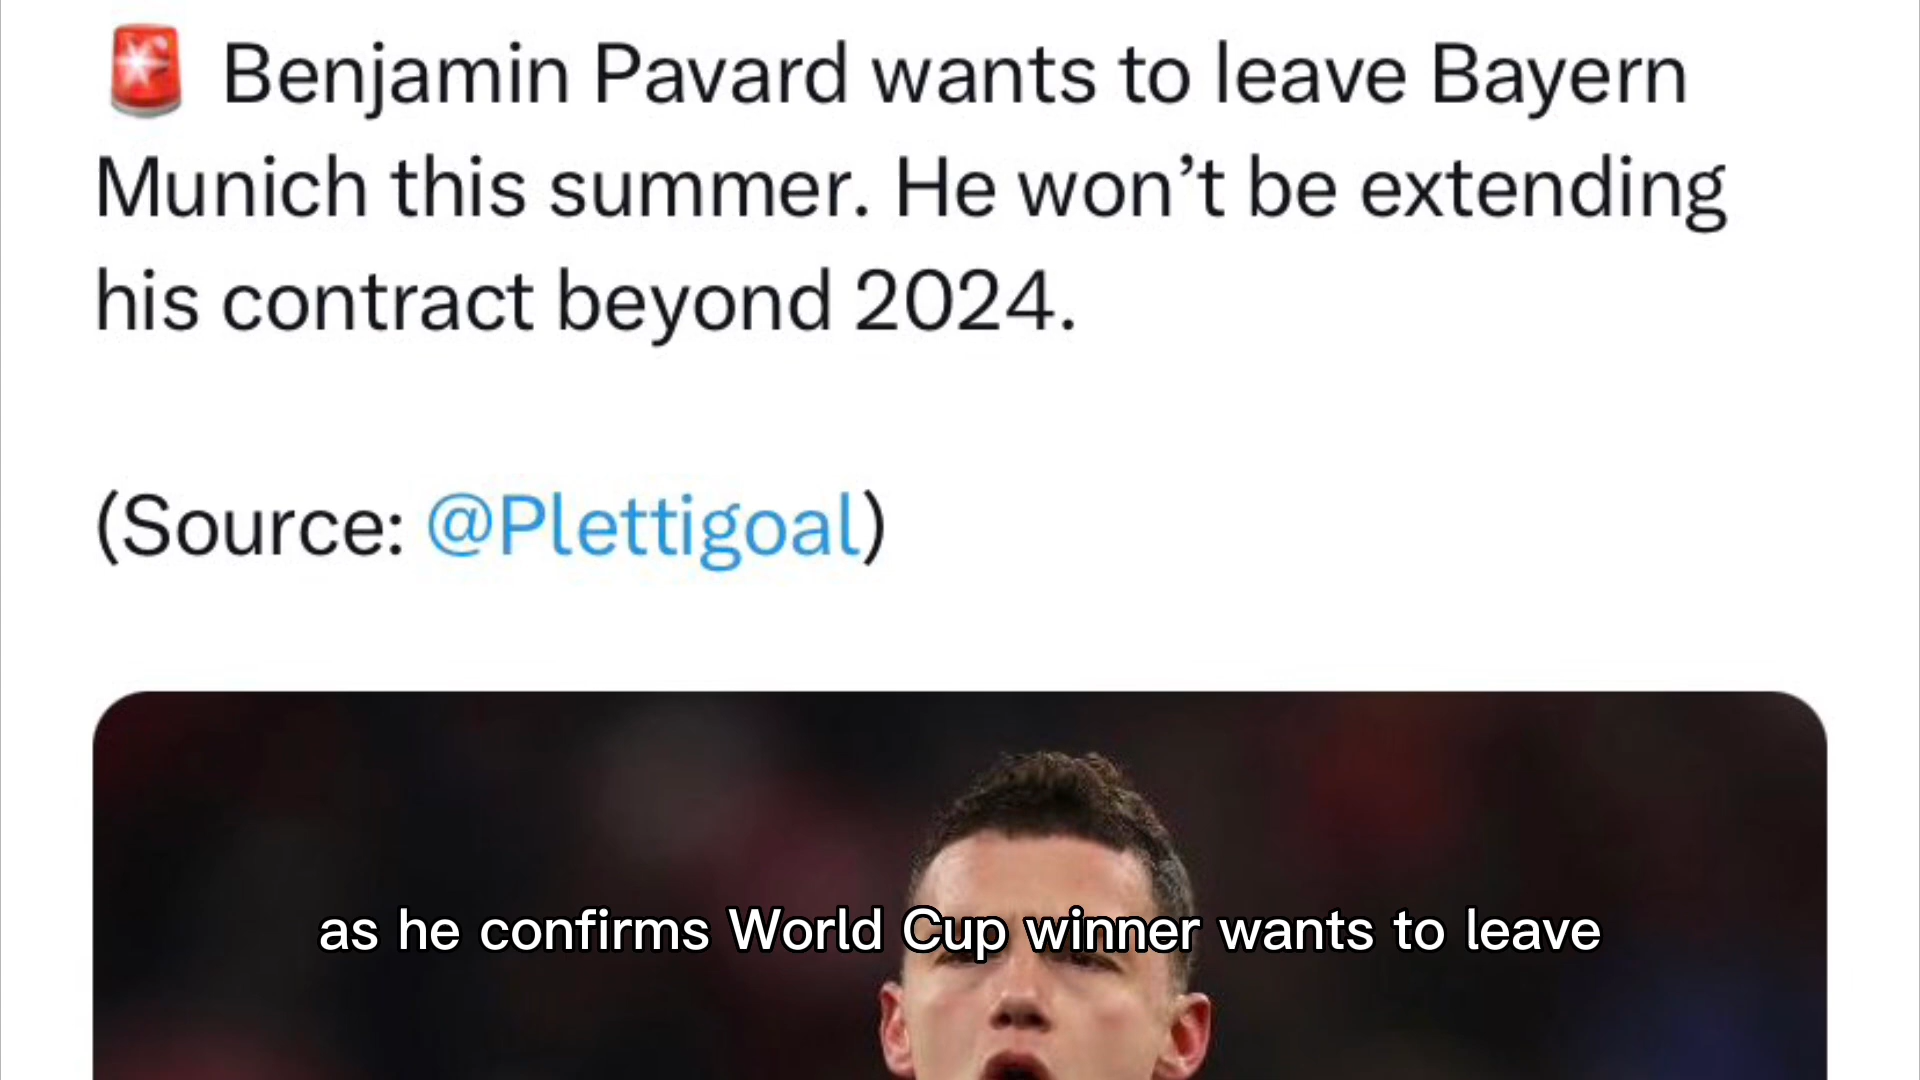 🚨 Benjamin Pavard wants to leave Bayern
Munich this summer. He won’t be extending
his contract beyond 2024.
(Source: @Plettigoal)
as he confirms World Cup winner wants to leave